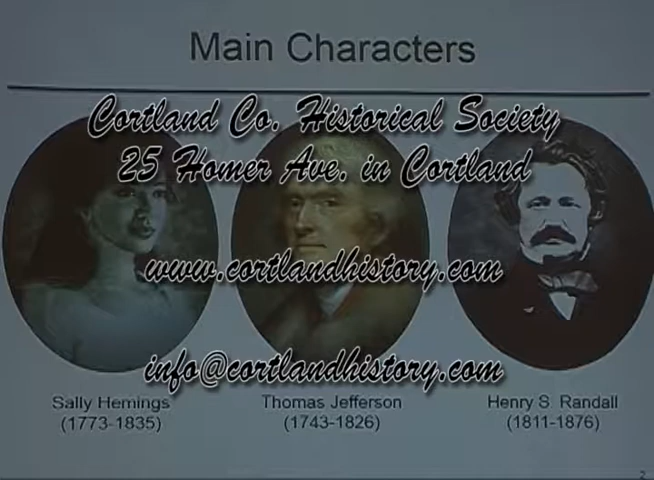 Main Characters
Cortland Co. Historical Society
25 Homer Ave. in Cortland
www.cortlandhistory.com
info@cortlandhistory.com
Sally Hemings
(1773-1835)
Thomas Jefferson
(1743-1826)
Henry S. Randall
(1811-1876)
2